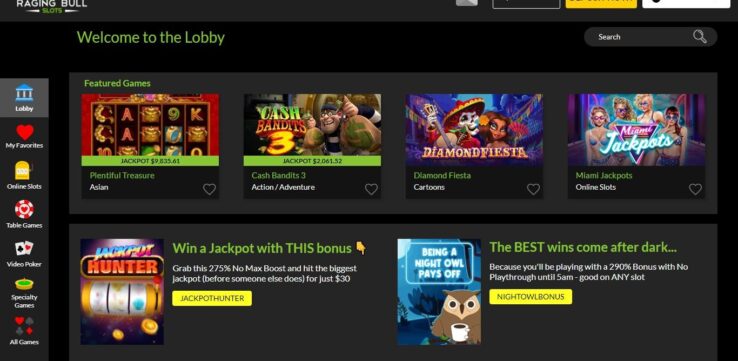 RAGING BULL
SLOTS
DEPOSIT NOW!
Welcome to the Lobby
Search
Lobby
My Favorites
Online Slots
Table Games
Video Poker
Specialty
Games
All Games
Featured Games
JACKPOT $9,835.61
Plentiful Treasure
Asian
CASH
BANDITS
3
JACKPOT $2,061.52
Cash Bandits 3
Action / Adventure
DIAMOND FIESTA
Diamond Fiesta
Cartoons
Miami
Jackpots
Miami Jackpots
Online Slots
JACKPOT
HUNTER
Win a Jackpot with THIS bonus 👇
Grab this 275% No Max Boost and hit the biggest
jackpot (before someone else does) for just $30
JACKPOTHUNTER
BEING A
NIGHT OWL
PAYS OFF
The BEST wins come after dark...
Because you'll be playing with a 290% Bonus with No
Playthrough until 5am - good on ANY slot
NIGHTOWLBONUS